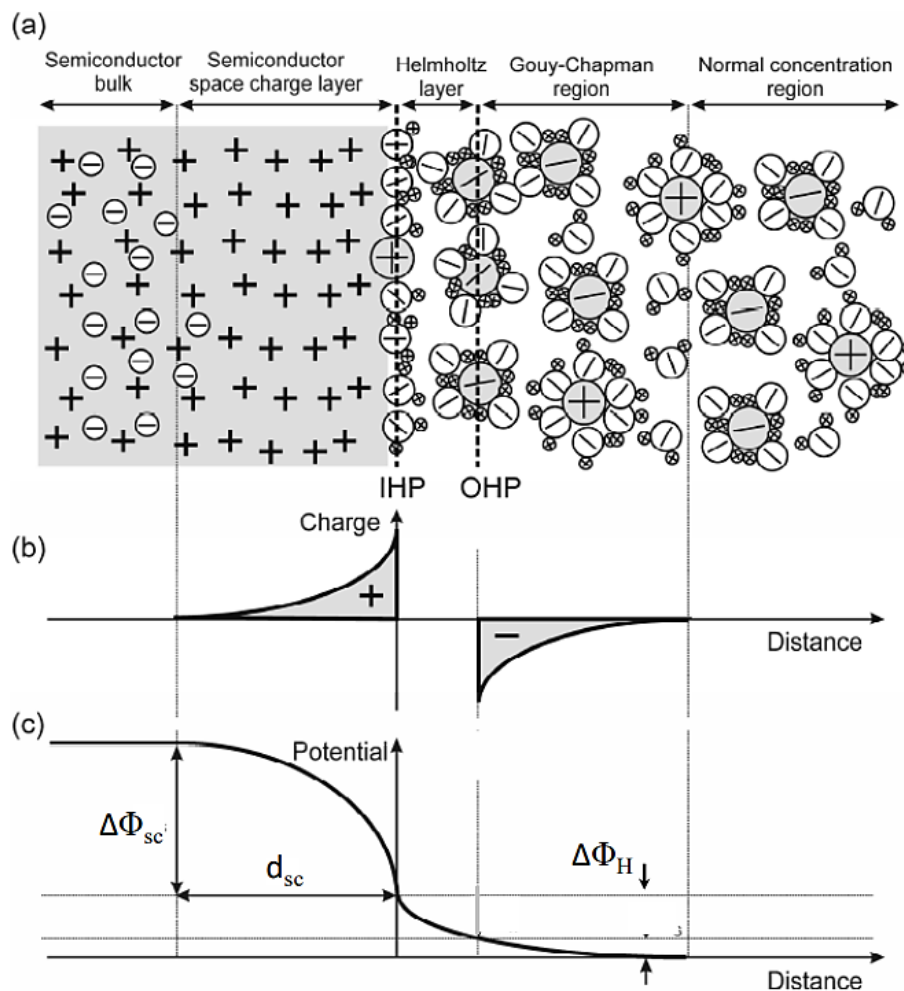 (a)
Semiconductor bulk
Semiconductor space charge layer
Helmholtz layer
Gouy-Chapman region
Normal concentration region
IHP
OHP
(b)
Charge
+
−
Distance
(c)
Potential
ΔΦsc
dsc
ΔΦH
Distance